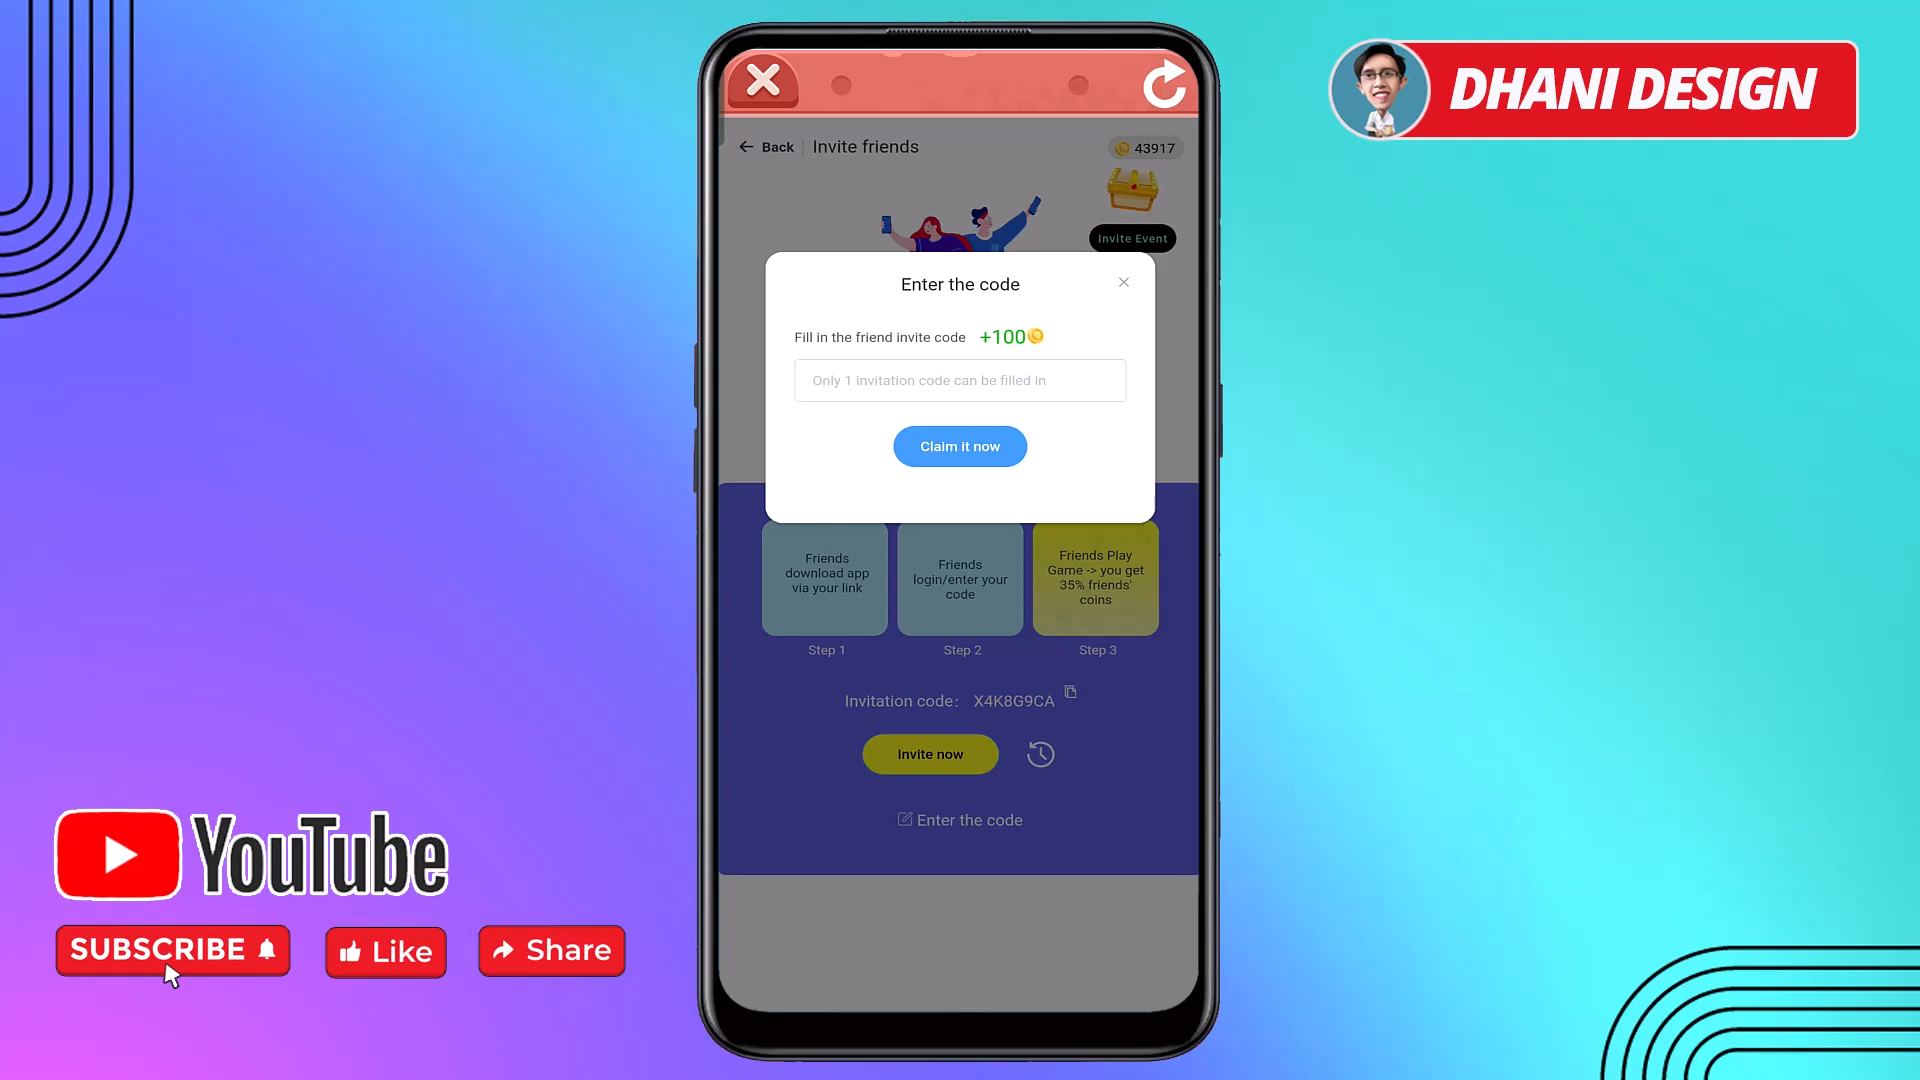 DHANI DESIGN
Back
Invite friends
43917
Invite Event
Enter the code
Fill in the friend invite code +100
Only 1 invitation code can be filled in
Claim it now
Friends
download app
via your link
Friends
login/enter your
code
Friends Play
Game -> you get
35% friends'
coins
Step 1
Step 2
Step 3
Invitation code: X4K8G9CA
Invite now
Enter the code
YouTube
SUBSCRIBE
Like
Share